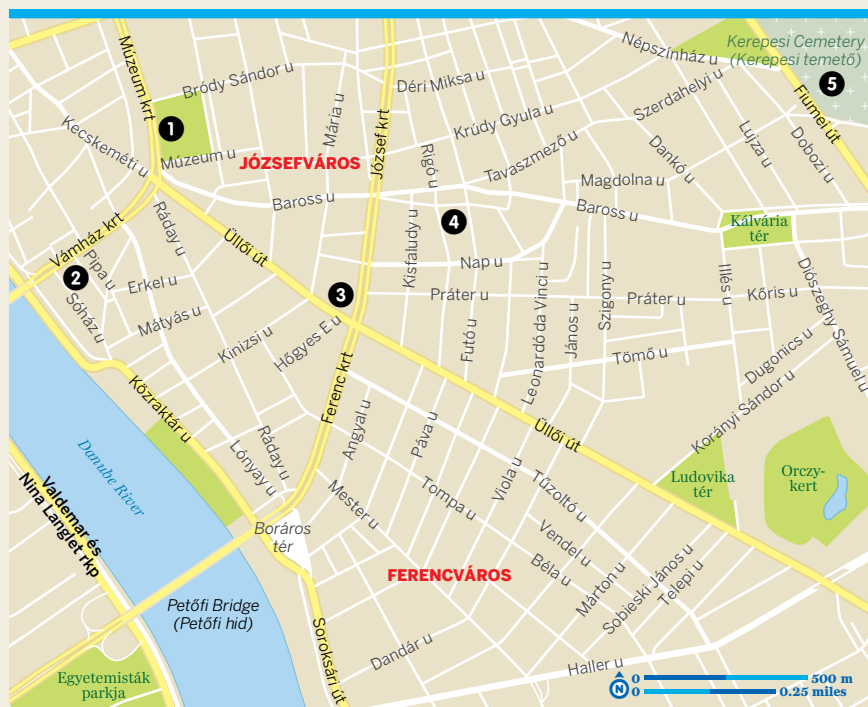 Múzeum krt
Bródy Sándor u
Mária u
Déri Miksa u
József krt
Népszínház u
Kerepesi Cemetery
(Kerepesi temető)
5
Fiumei út
Szerdahelyi u
Krúdy Gyula u
Kecskeméti u
1
Múzeum u
JÓZSEFVÁROS
Rigó u
Tavaszmező u
Dankó u
Lujza u
Dobozi u
Magdolna u
Baross u
Baross u
Vámház krt
Ráday u
Üllői út
Kisfaludy u
4
Kálvária
tér
2
Pipa u
Sóház u
Erkel u
Mátyás u
3
Nap u
Práter u
Leonardó da Vinci u
János u
Szigony u
Práter u
Illés u
Kőris u
Diószeghy Sámuel u
Kinizsi u
Hőgyes E u
Futó u
Tömő u
Dugonics u
Korányi Sándor u
Közraktár u
Ferenc krt
Angyal u
Páva u
Üllői út
Danube River
Lónyay u
Ráday u
Viola u
Tűzoltó u
Ludovika
tér
Orczy-
kert
Valdemar és
Nina Langlet rkp
Mester u
Tompa u
Boráros
tér
Vendel u
Béla u
Márton u
Sobieski János u
Telepi u
FERENCVÁROS
Petőfi Bridge
(Petőfi hid)
Soroksári út
Dandár u
Haller u
Egyetemisták
parkja
N
0 500 m
0 0.25 miles